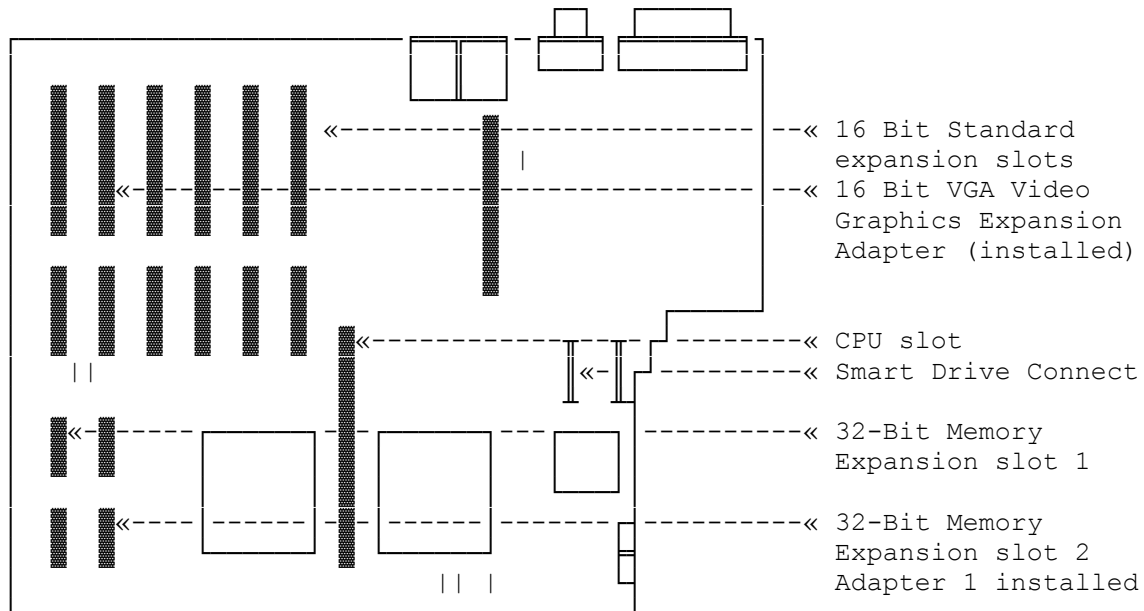 16 Bit Standard
expansion slots
16 Bit VGA Video
Graphics Expansion
Adapter (installed)
CPU slot
Smart Drive Connect
32-Bit Memory
Expansion slot 1
32-Bit Memory
Expansion slot 2
Adapter 1 installed